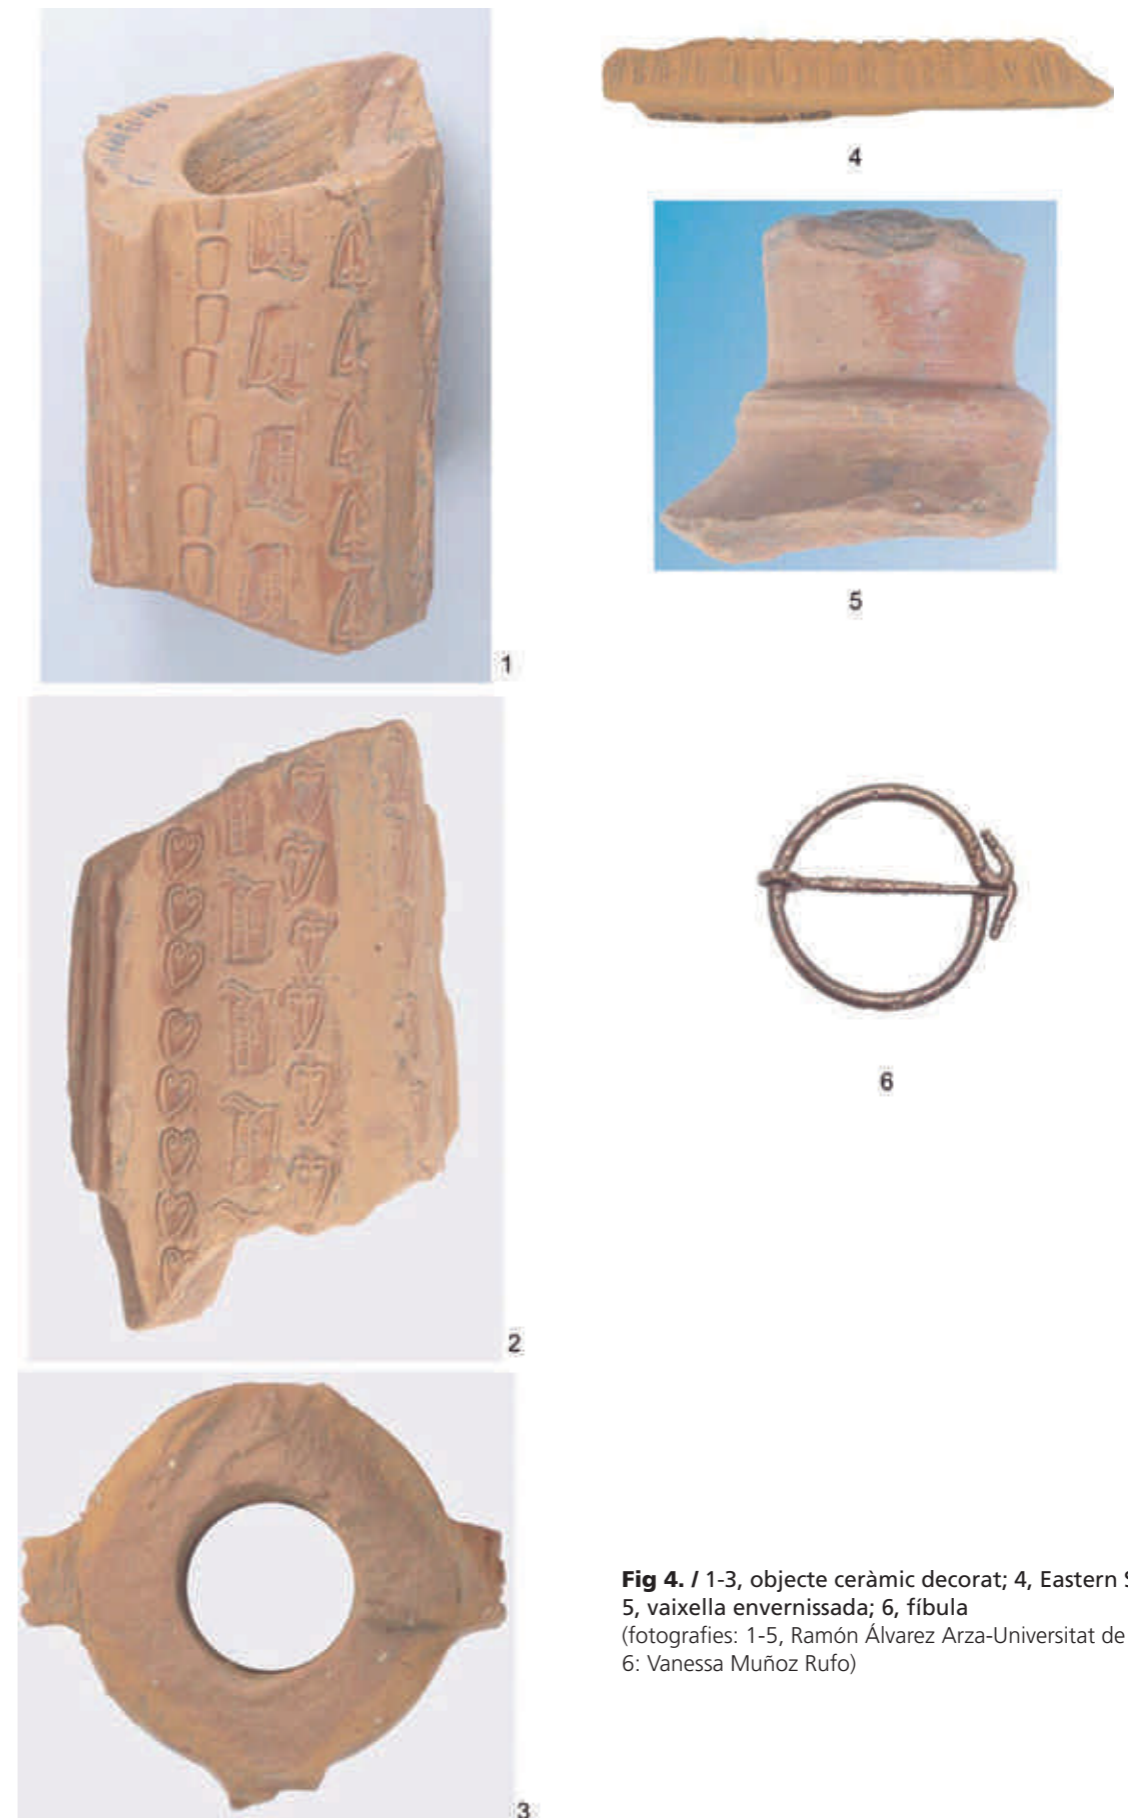 1
4
5
2
6
3
Fig 4. / 1-3, objecte ceràmic decorat; 4, Eastern
5, vaixella envernissada; 6, fíbula
(fotografies: 1-5, Ramón Álvarez Arza-Universitat de
6: Vanessa Muñoz Rufo)